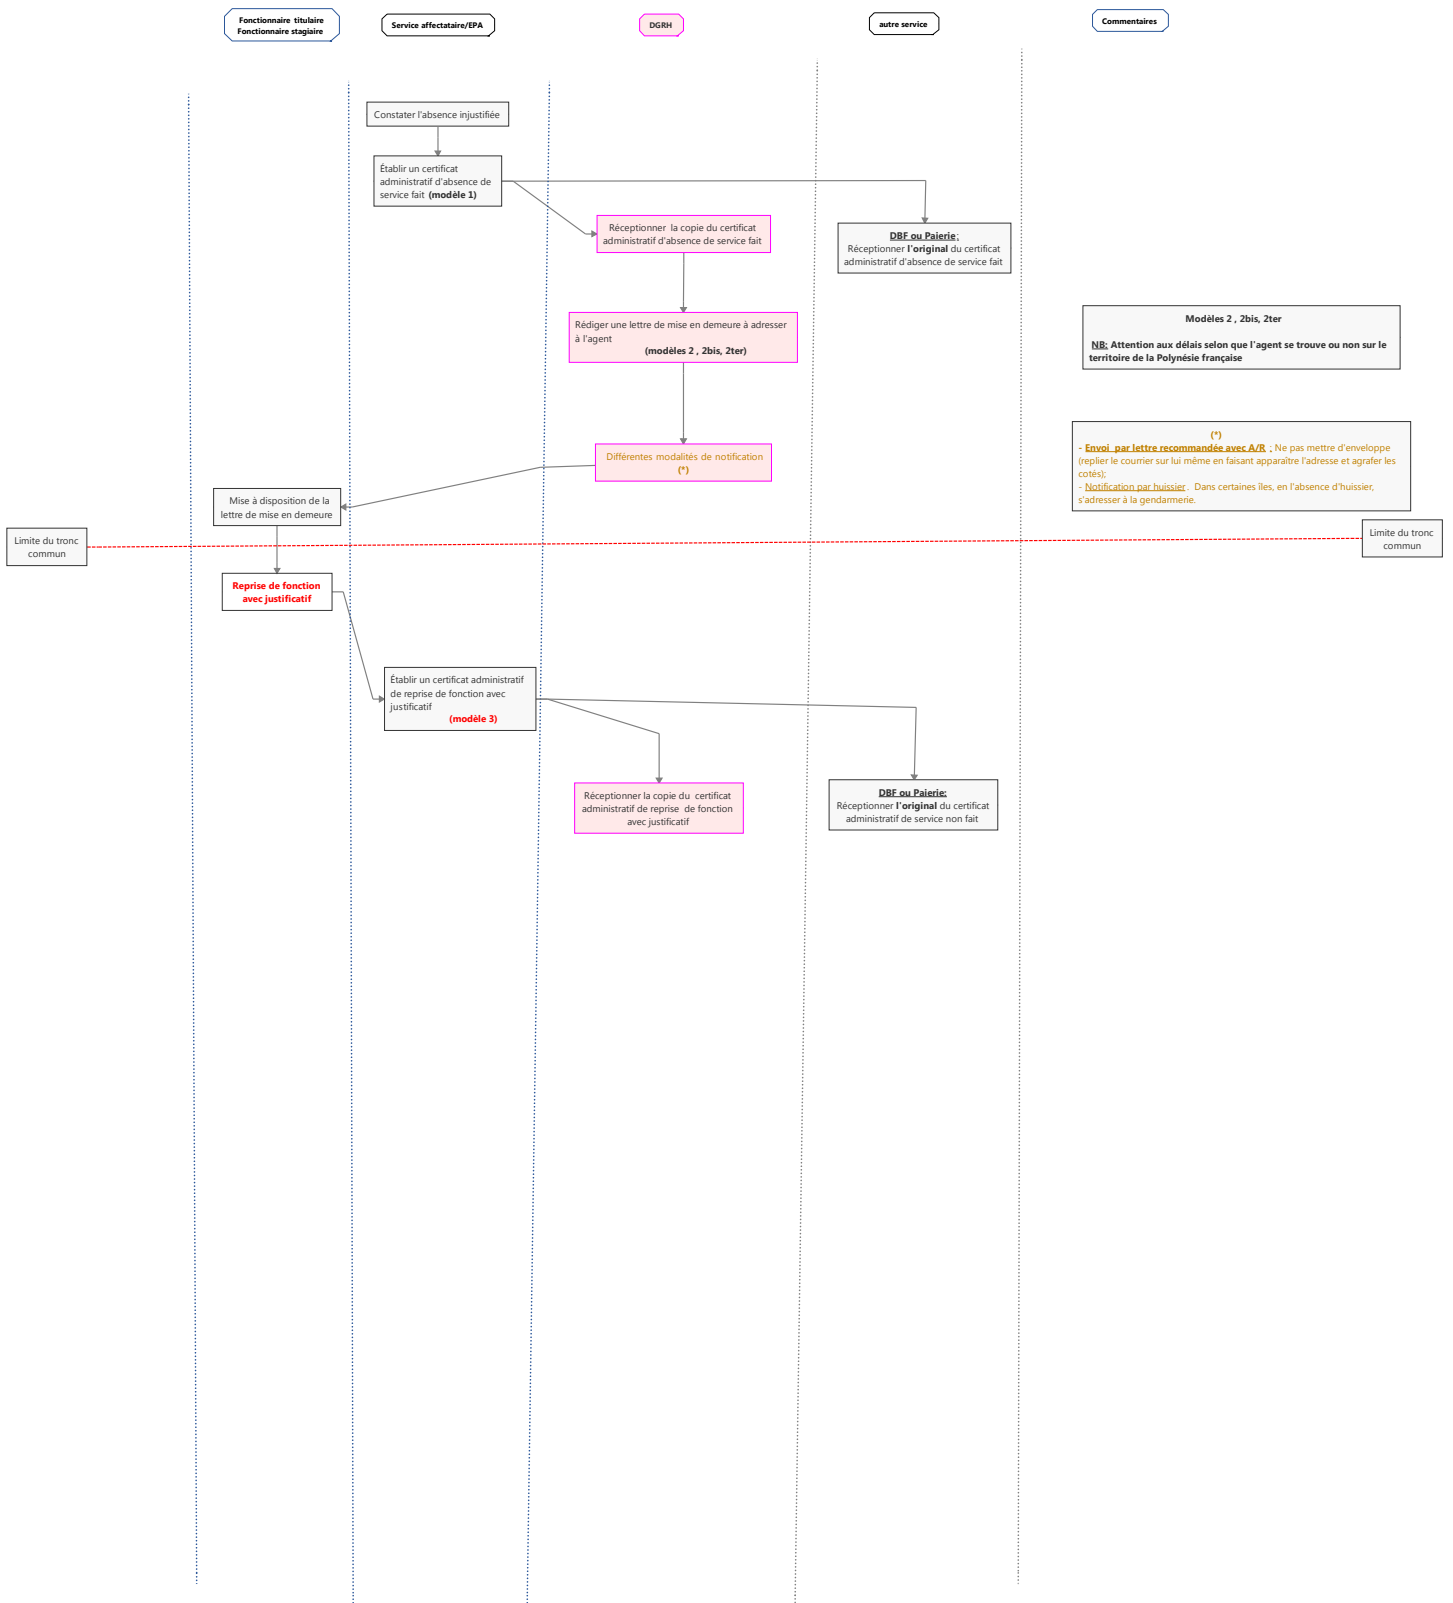 Fonctionnaire titulaire
Fonctionnaire stagiaire
Service affectataire/EPA
DGRH
autre service
Commentaires
Constater l'absence injustifiée
Établir un certificat
administratif d'absence de
service fait (modèle 1)
Réceptionner la copie du certificat
administratif d'absence de service fait
DBF ou Paierie:
Réceptionner l'original du certificat
administratif d'absence de service fait
Rédiger une lettre de mise en demeure à adresser
à l'agent
(modèles 2 , 2bis, 2ter)
Modèles 2 , 2bis, 2ter
NB: Attention aux délais selon que l'agent se trouve ou non sur le
territoire de la Polynésie française
Différentes modalités de notification
(*)
(*)
- Envoi par lettre recommandée avec A/R : Ne pas mettre d'enveloppe
(replier le courrier sur lui même en faisant apparaître l'adresse et agrafer les
cotés);
- Notification par huissier. Dans certaines îles, en l'absence d'huissier,
s'adresser à la gendarmerie.
Mise à disposition de la
lettre de mise en demeure
Limite du tronc
commun
Limite du tronc
commun
Reprise de fonction
avec justificatif
Établir un certificat administratif
de reprise de fonction avec
justificatif
(modèle 3)
Réceptionner la copie du certificat
administratif de reprise de fonction
avec justificatif
DBF ou Paierie:
Réceptionner l'original du certificat
administratif de service non fait